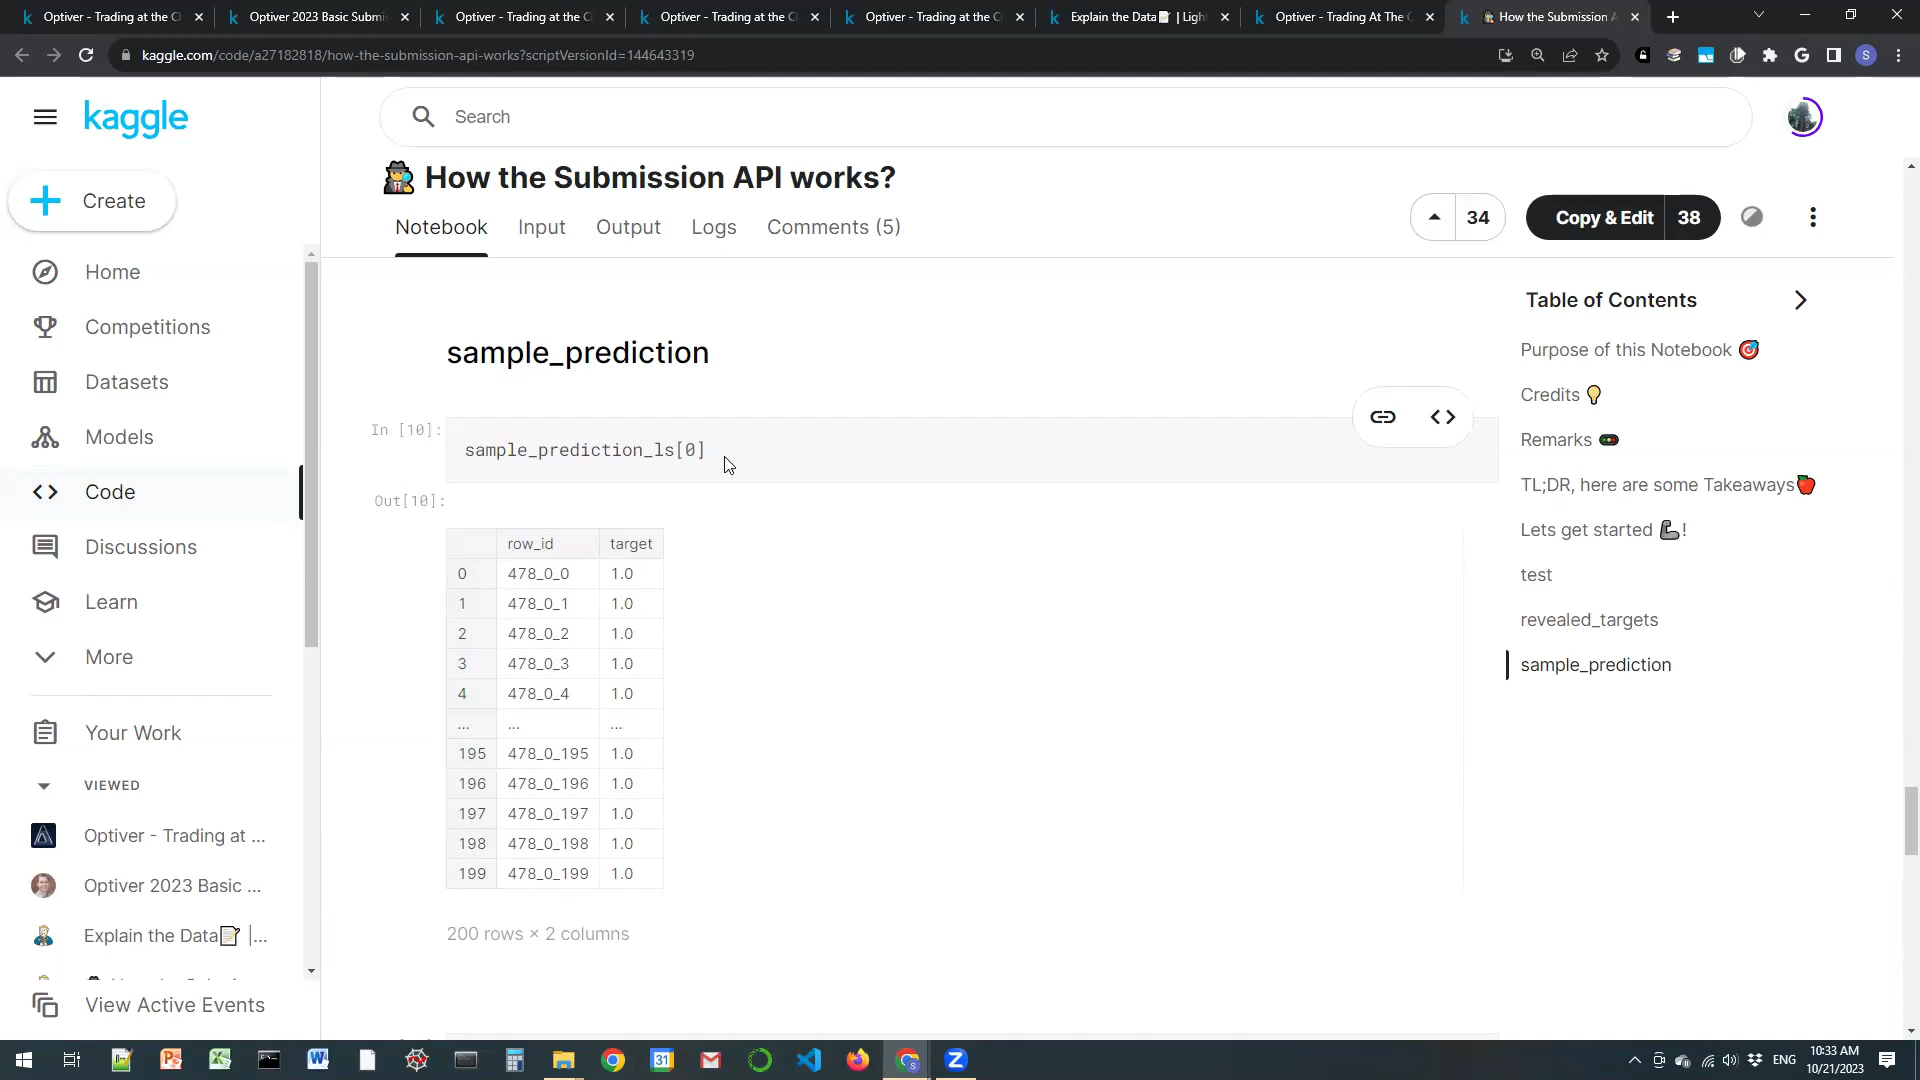 Optiver - Trading at the Cl
Optiver 2023 Basic Submis
Optiver - Trading at the Cl
Optiver - Trading at the Cl
Optiver - Trading at the Cl
Explain the Data📝 | Ligh
Optiver - Trading At The C
How the Submission A
kaggle.com/code/a27182818/how-the-submission-api-works?scriptVersionId=144643319
S
kaggle
Search
Create
How the Submission API works?
34
Copy & Edit 38
Notebook
Input
Output
Logs
Comments (5)
Home
Competitions
Datasets
Models
Code
Discussions
Learn
More
Your Work
VIEWED
Optiver - Trading at ...
Optiver 2023 Basic ...
Explain the Data📝 |...
View Active Events
sample_prediction
In [10]:
sample_prediction_ls[0]
Out[10]:
row_id target
0 478_0_0 1.0
1 478_0_1 1.0
2 478_0_2 1.0
3 478_0_3 1.0
4 478_0_4 1.0
... ... ...
195 478_0_195 1.0
196 478_0_196 1.0
197 478_0_197 1.0
198 478_0_198 1.0
199 478_0_199 1.0
200 rows × 2 columns
Table of Contents
Purpose of this Notebook 🎯
Credits 💡
Remarks 🚥
TL;DR, here are some Takeaways🍎
Lets get started 💪!
test
revealed_targets
sample_prediction
31
ENG
10:33 AM
10/21/2023